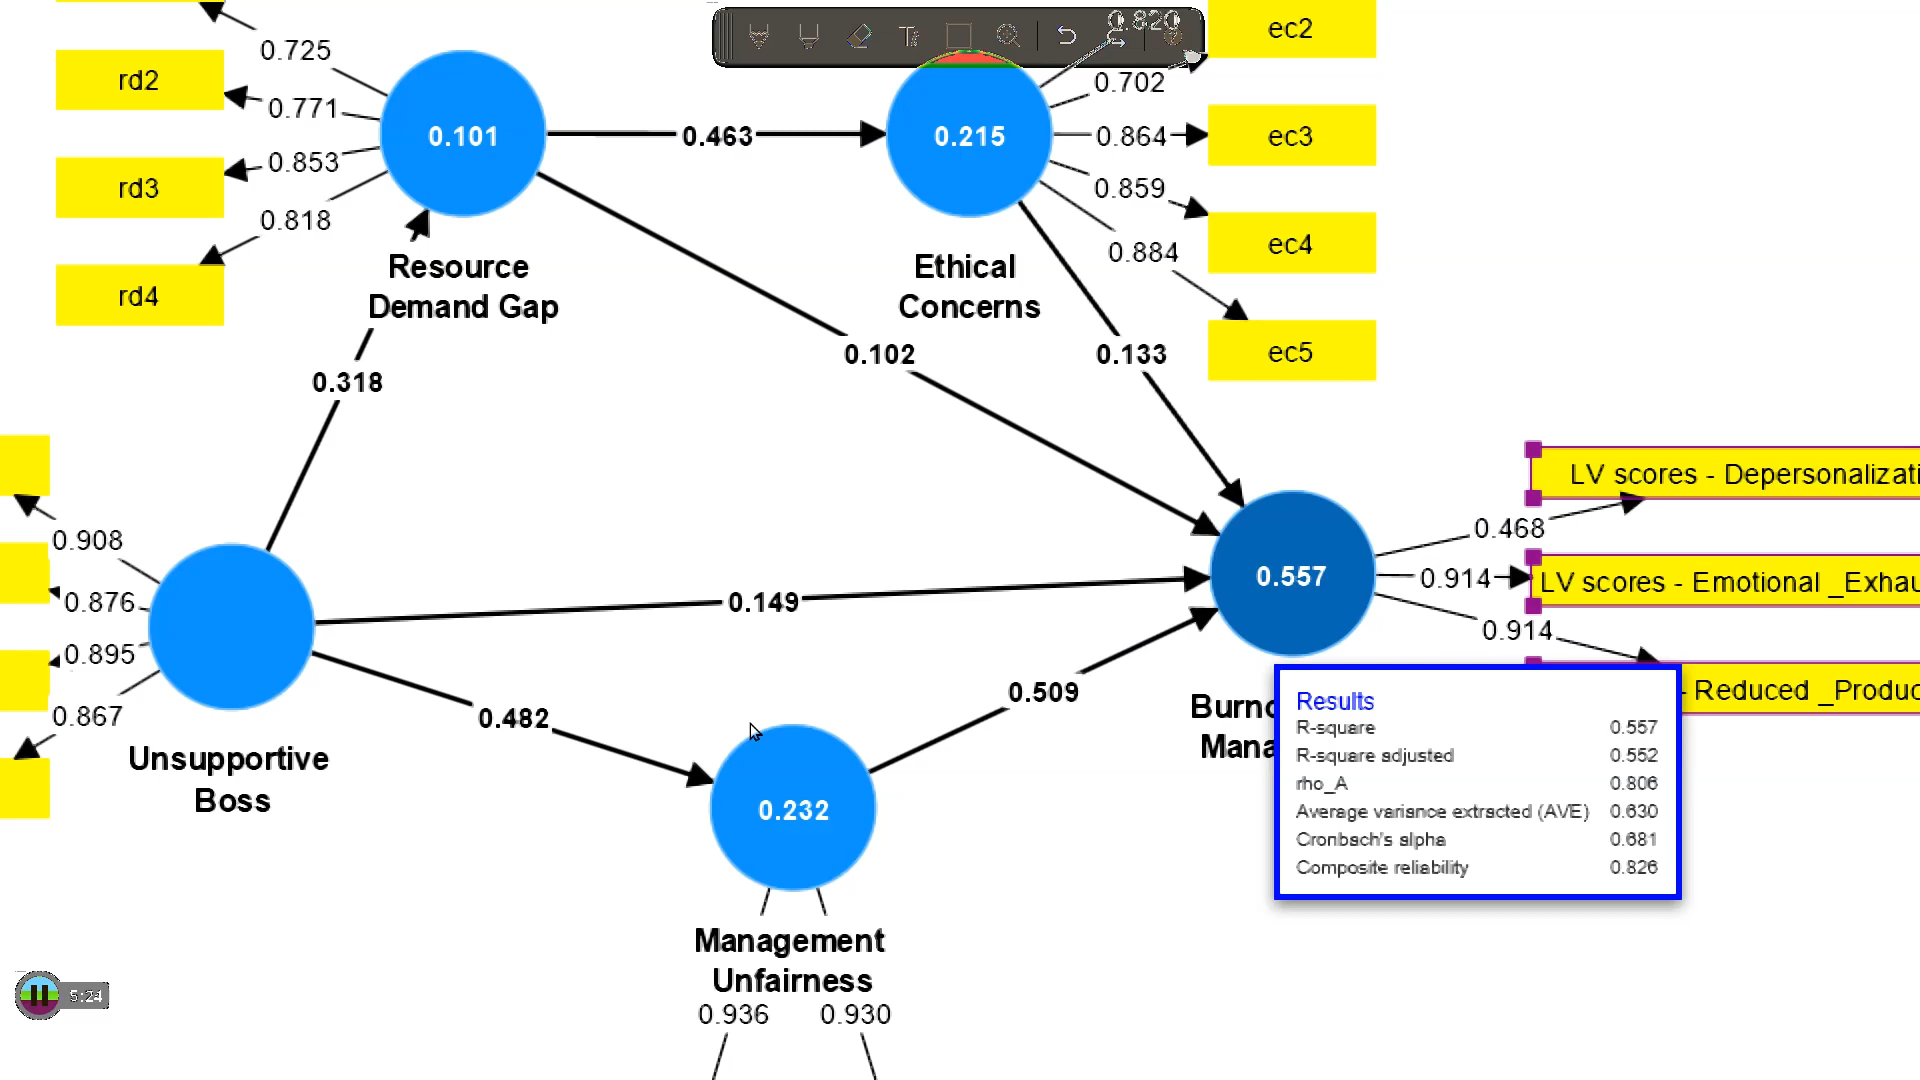 0.820
ec2
0.725
rd2
0.702
0.771
0.101
0.463
0.215
0.864
ec3
0.853
rd3
0.859
0.818
ec4
0.884
rd4
Resource
Demand Gap
Ethical
Concerns
0.102
0.133
ec5
0.318
LV scores - Depersonalizati
0.468
0.908
0.557
0.914
LV scores - Emotional _Exhau
0.876
0.149
0.914
0.895
0.509
- Reduced _Produc
0.867
0.482
Burno
Mana
Unsupportive
Boss
Results
R-square 0.557
R-square adjusted 0.552
rho_A 0.806
Average variance extracted (AVE) 0.630
Cronbach's alpha 0.681
Composite reliability 0.826
0.232
Management
Unfairness
0.936
0.930
5:24